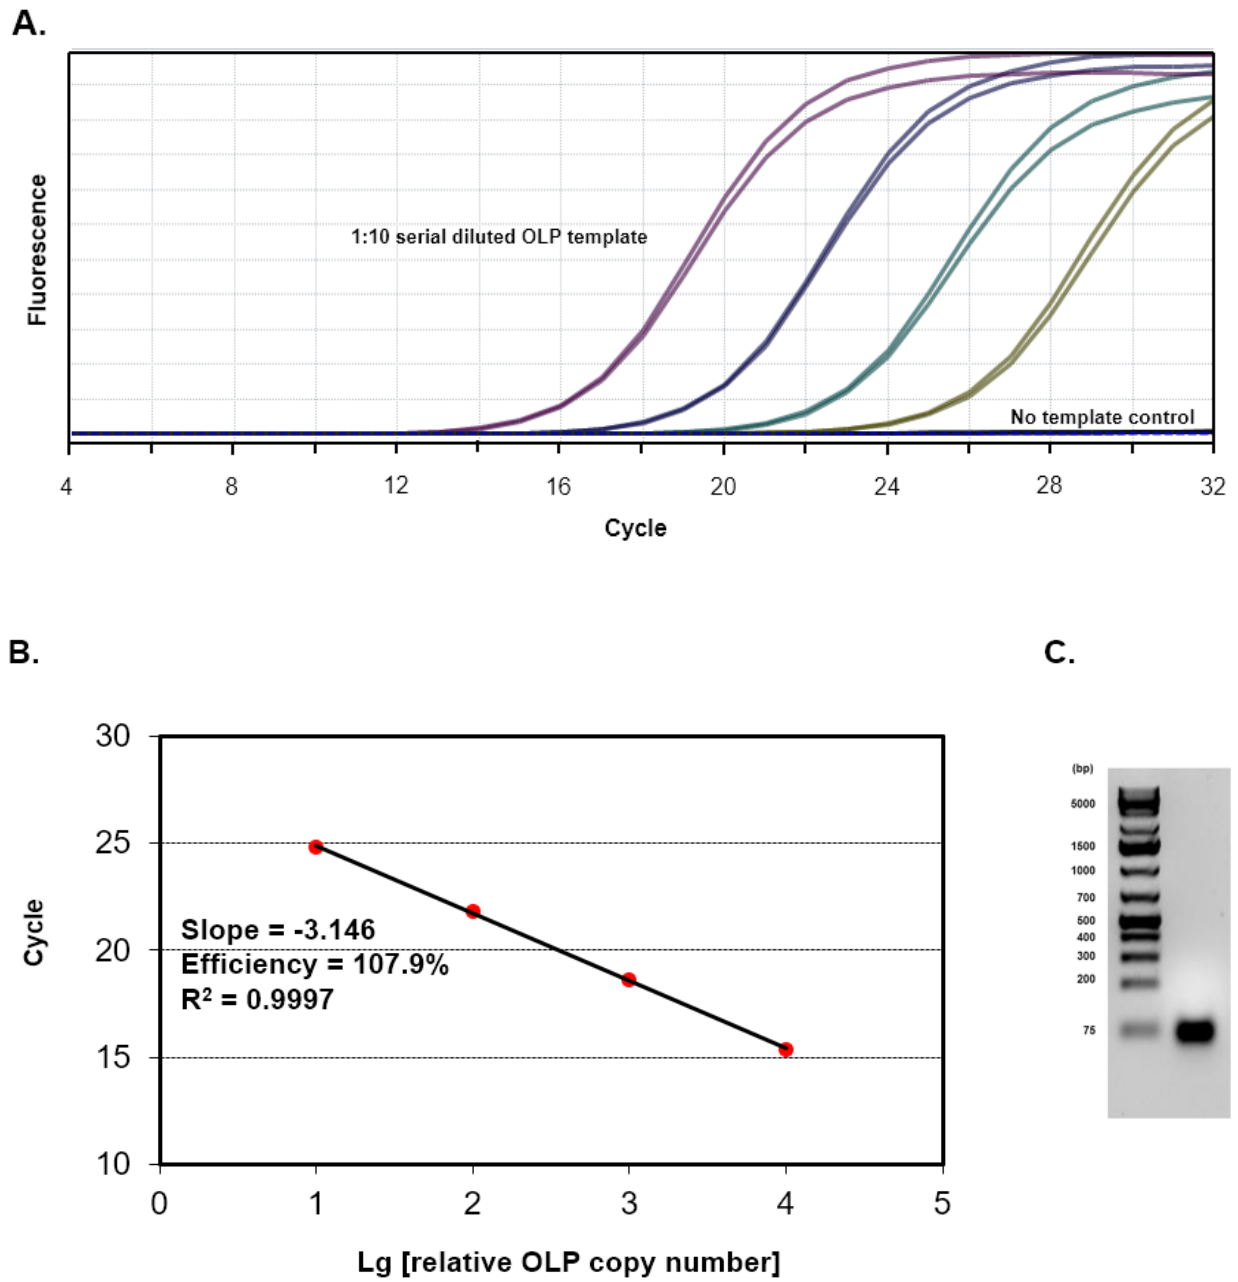 A.
Fluorescence
1:10 serial diluted OLP template
No template control
4 8 12 16 20 24 28 32
Cycle
B.
30
25
20
15
10
Cycle
Slope = -3.146
Efficiency = 107.9%
R² = 0.9997
0 1 2 3 4 5
Lg [relative OLP copy number]
C.
(bp)
5000
1500
1000
700
500
400
300
200
75